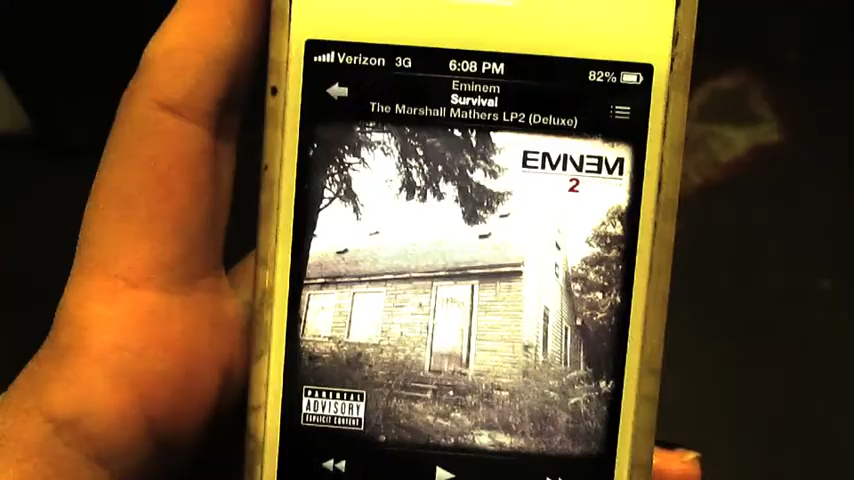 Verizon 3G 6:08 PM 82%
Eminem
Survival
The Marshall Mathers LP2 (Deluxe)
EMINEM
2
PARENTAL
ADVISORY
EXPLICIT CONTENT